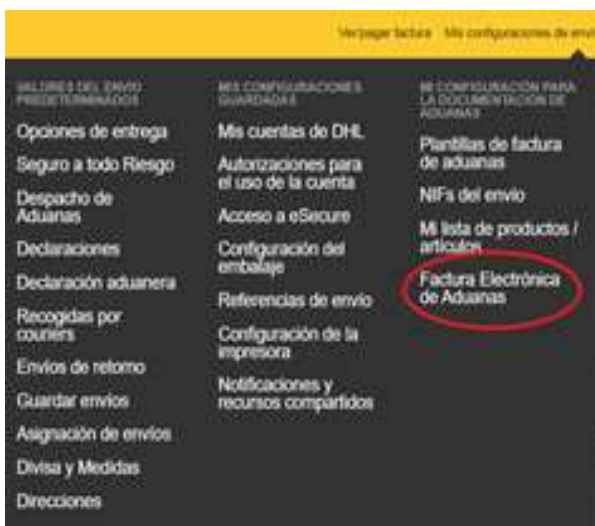 Ver/pagar factura Mis configuraciones de enví
VALORES DEL ENVÍO
PREDETERMINADOS
Opciones de entrega
Seguro a todo Riesgo
Despacho de
Aduanas
Declaraciones
Declaración aduanera
Recogidas por
couriers
Envíos de retorno
Guardar envíos
Asignación de envíos
Divisa y Medidas
Direcciones
MIS CONFIGURACIONES
GUARDADAS
Mis cuentas de DHL
Autorizaciones para
el uso de la cuenta
Acceso a eSecure
Configuración del
embalaje
Referencias de envío
Configuración de la
impresora
Notificaciones y
recursos compartidos
MI CONFIGURACIÓN PARA
LA DOCUMENTACIÓN DE
ADUANAS
Plantillas de factura
de aduanas
NIFs del envío
Mi lista de productos /
artículos
Factura Electrónica
de Aduanas